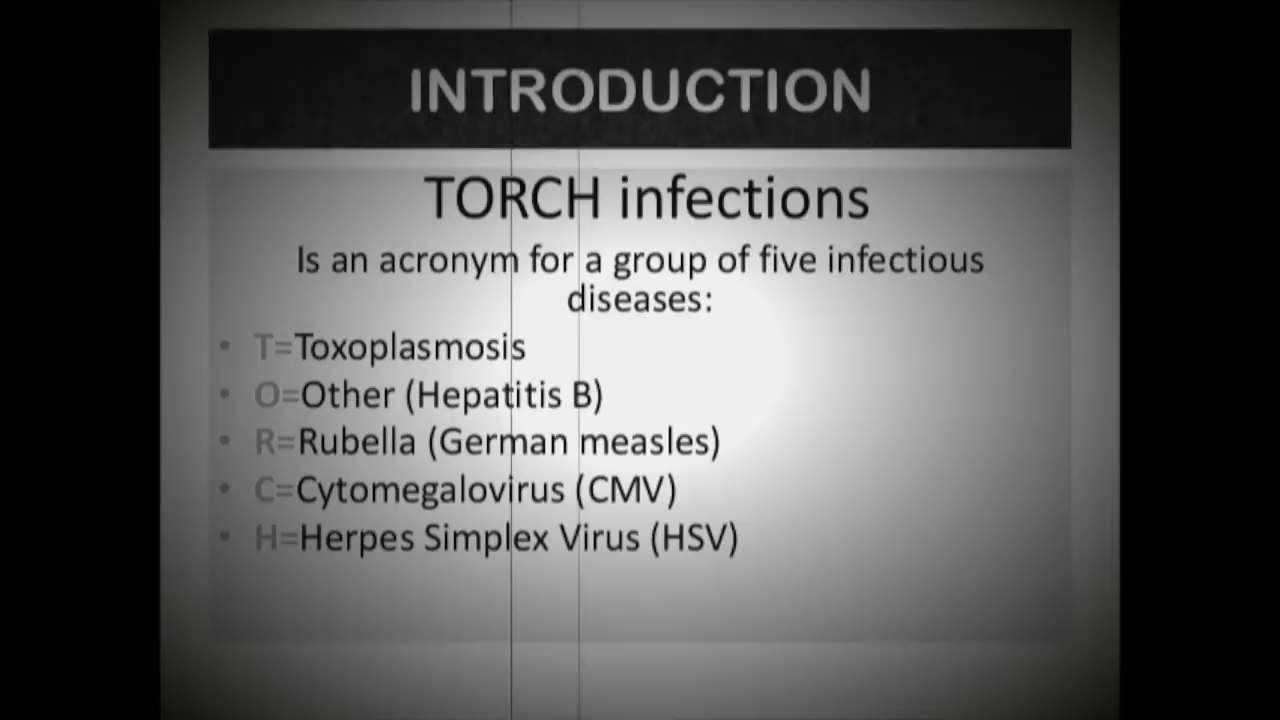 INTRODUCTION
TORCH infections
Is an acronym for a group of five infectious
diseases:
• T=Toxoplasmosis
• O=Other (Hepatitis B)
• R=Rubella (German measles)
• C=Cytomegalovirus (CMV)
• H=Herpes Simplex Virus (HSV)